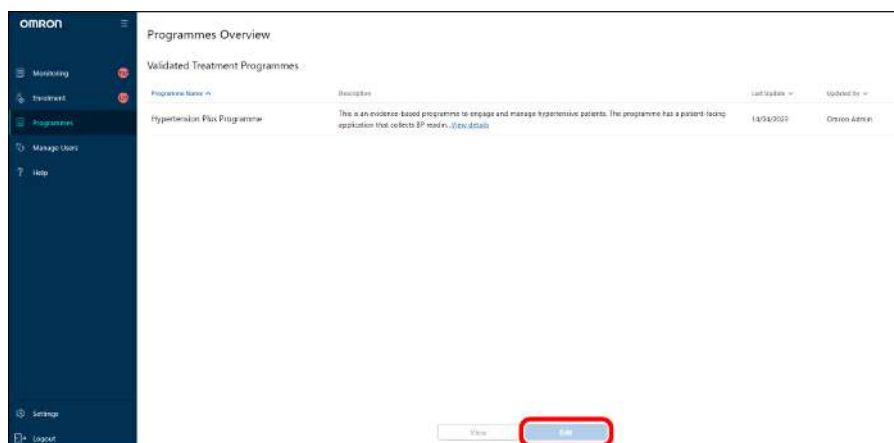 OMRON
Programmes Overview
Validated Treatment Programmes
Monitoring
Enrolment
Programmes
Manage Users
? Help
Programme Name
Description
Last Update
Updated by
Hypertension Plus Programme
This is an evidence-based programme to engage and manage hypertensive patients. The programme has a patient-facing
application that collects BP readin...View details
14/04/2023
Omron Admin
View
Edit
Settings
Logout